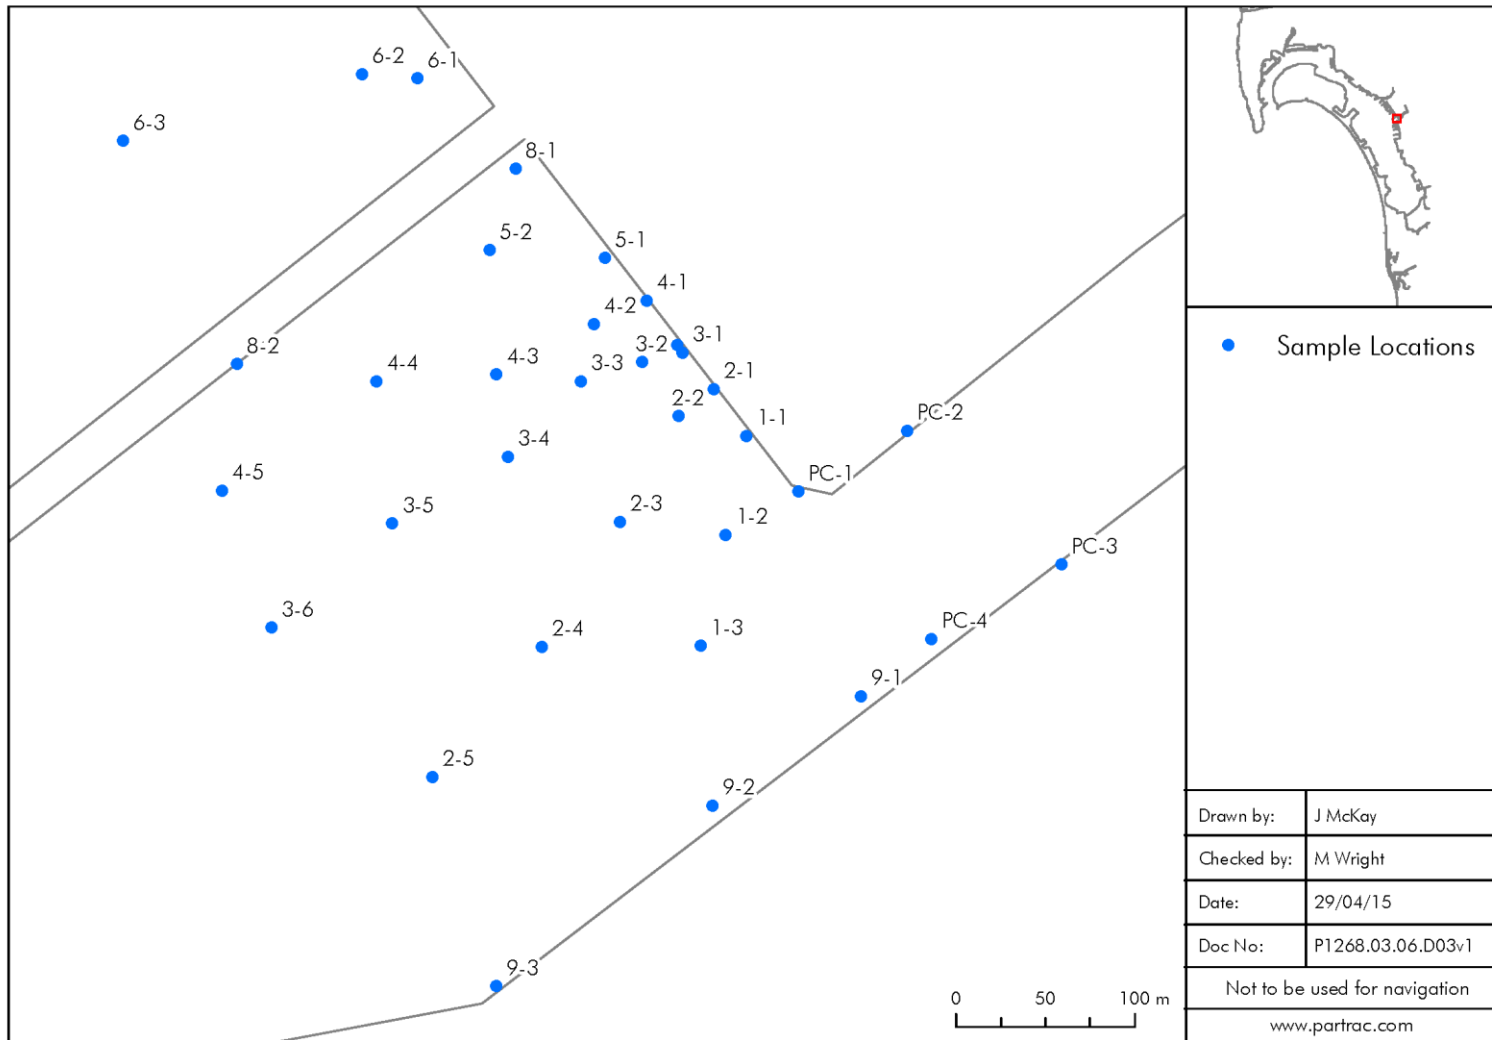 6-2
6-1
6-3
8-1
5-2
5-1
4-1
4-2
3-1
3-2
8-2
4-4
4-3
3-3
2-1
2-2
1-1
PC-2
3-4
PC-1
4-5
3-5
2-3
1-2
PC-3
3-6
2-4
1-3
PC-4
9-1
2-5
9-2
9-3
0 50 100 m
Sample Locations
Drawn by: J McKay
Checked by: M Wright
Date: 29/04/15
Doc No: P1268.03.06.D03v1
Not to be used for navigation
www.partrac.com